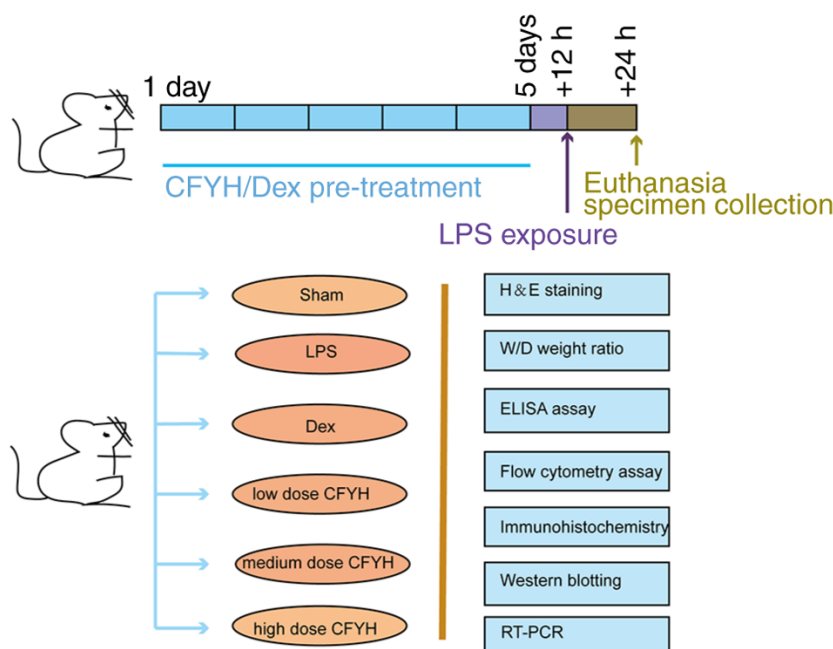 1 day
5 days
+12 h
+24 h
CFYH/Dex pre-treatment
Euthanasia
specimen collection
LPS exposure
Sham
LPS
Dex
low dose CFYH
medium dose CFYH
high dose CFYH
H&E staining
W/D weight ratio
ELISA assay
Flow cytometry assay
Immunohistochemistry
Western blotting
RT-PCR